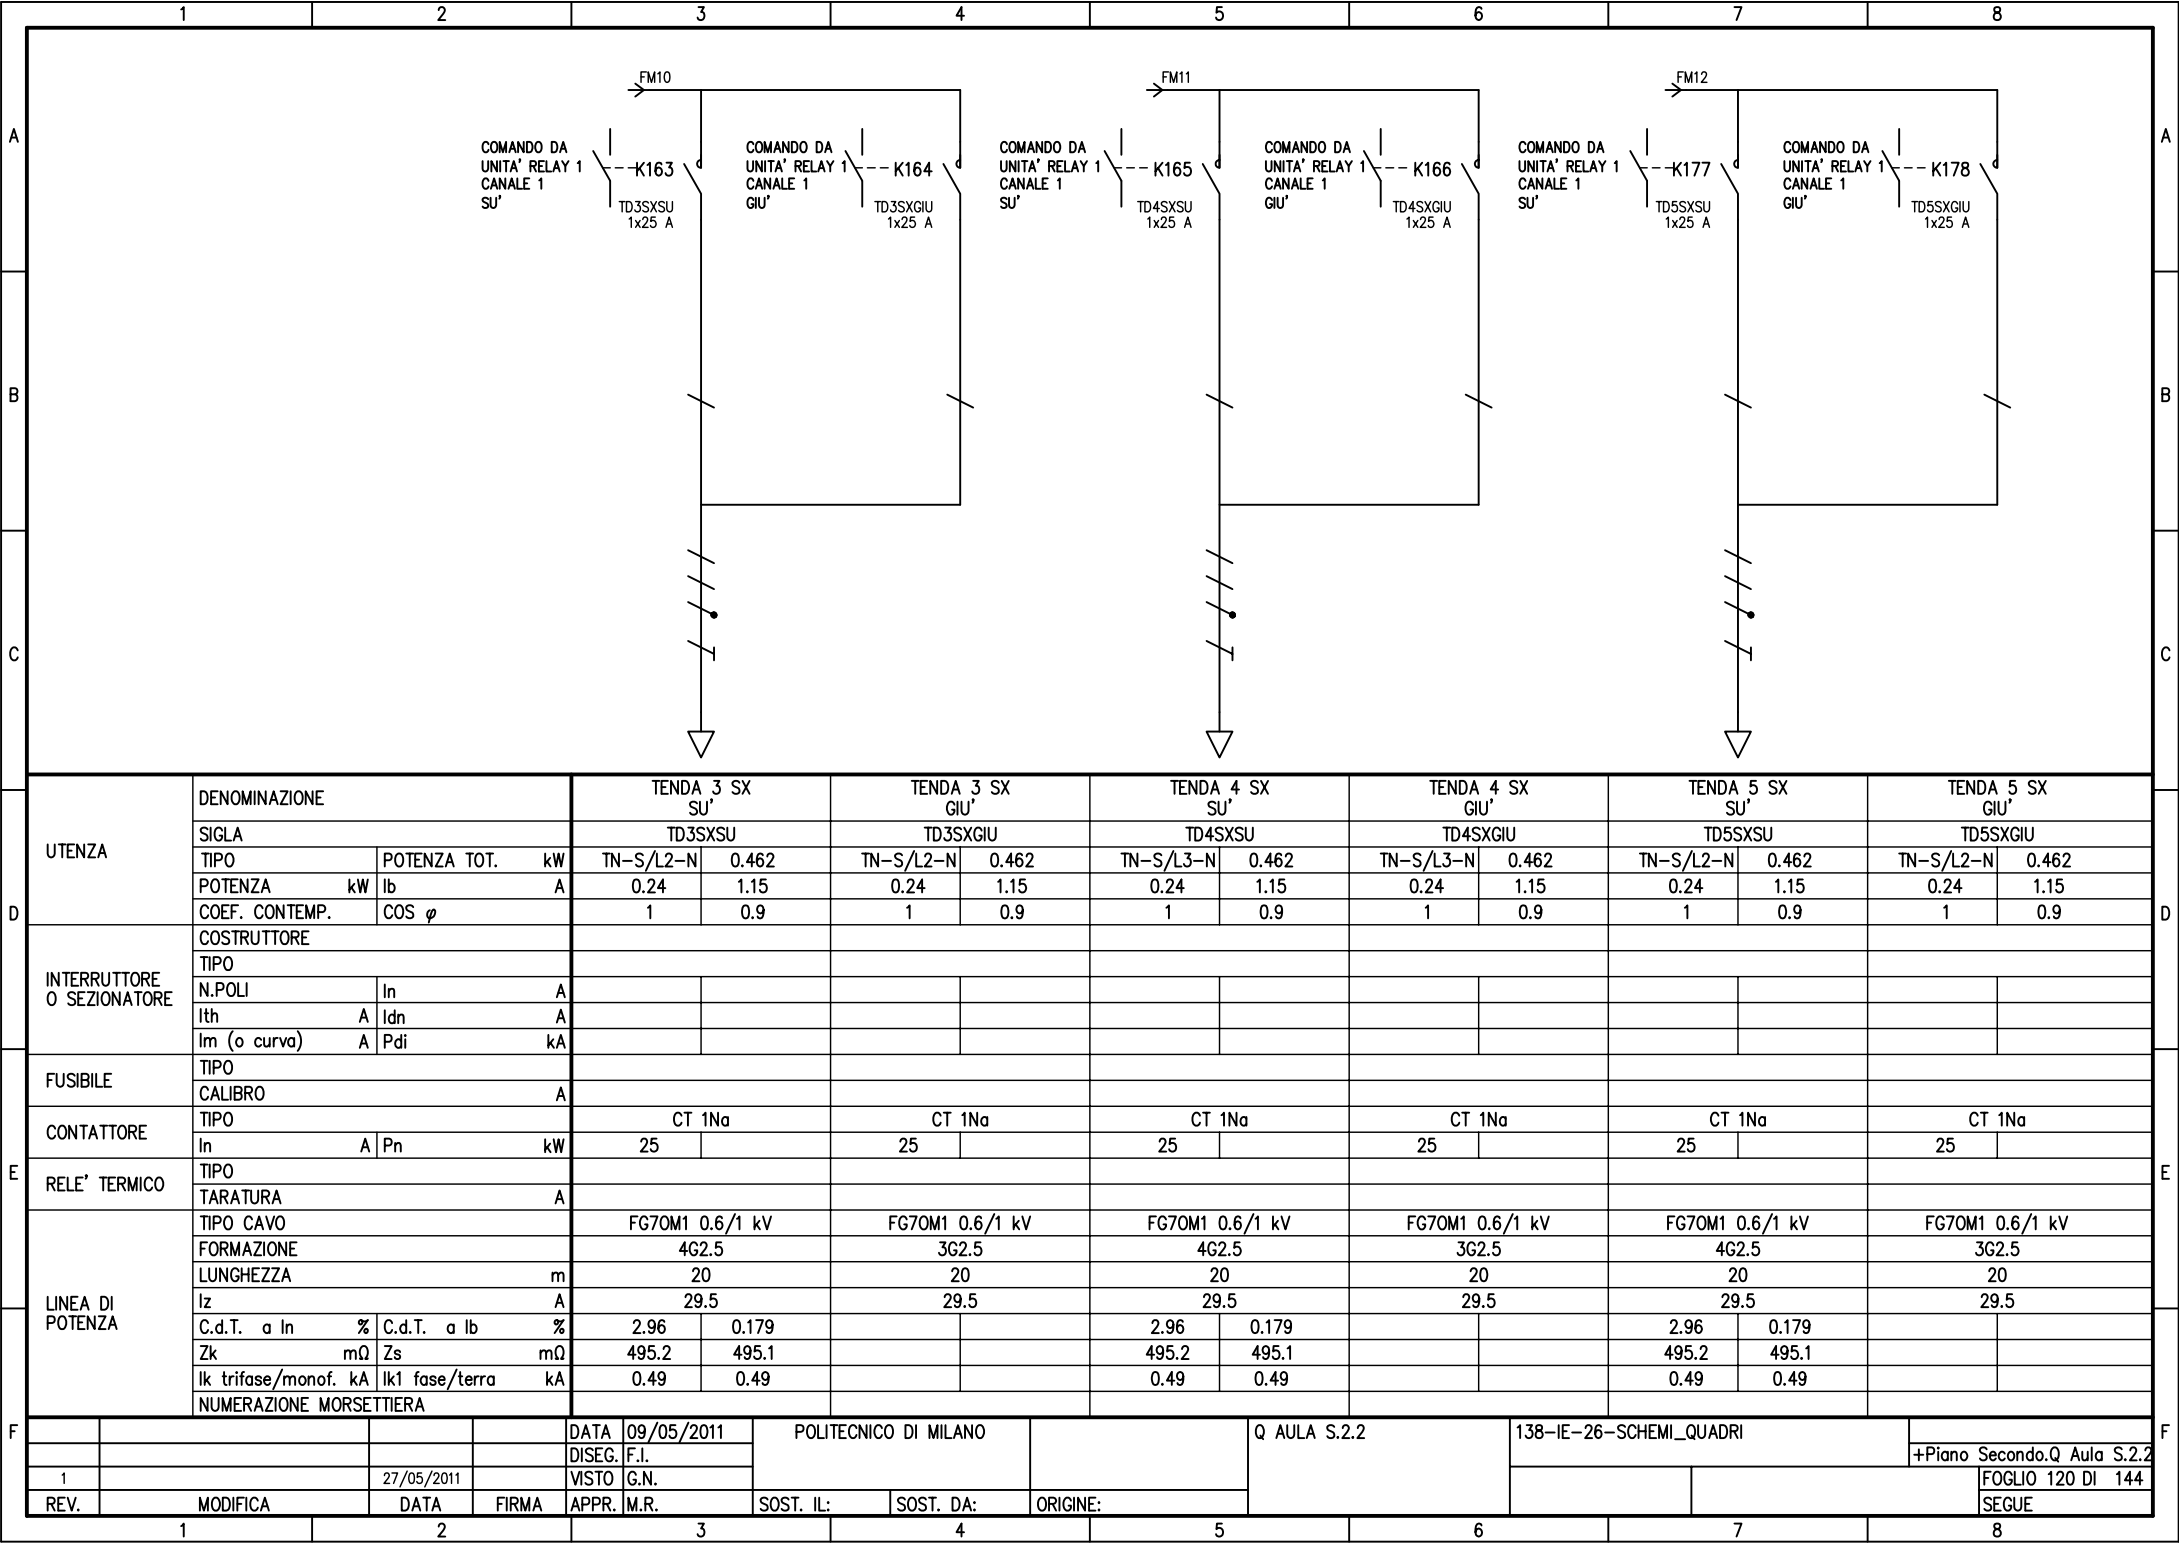 1 2 3 4 5 6 7 8
FM10 FM11 FM12
A A
COMANDO DA
UNITA' RELAY 1
CANALE 1
SU'
K163
TD3SXSU
1x25 A
COMANDO DA
UNITA' RELAY 1
CANALE 1
GIU'
K164
TD3SXGIU
1x25 A
COMANDO DA
UNITA' RELAY 1
CANALE 1
SU'
K165
TD4SXSU
1x25 A
COMANDO DA
UNITA' RELAY 1
CANALE 1
GIU'
K166
TD4SXGIU
1x25 A
COMANDO DA
UNITA' RELAY 1
CANALE 1
SU'
K177
TD5SXSU
1x25 A
COMANDO DA
UNITA' RELAY 1
CANALE 1
GIU'
K178
TD5SXGIU
1x25 A
B B
C C
D D
E E
F F
UTENZA
DENOMINAZIONE TENDA 3 SX TENDA 3 SX TENDA 4 SX TENDA 4 SX TENDA 5 SX TENDA 5 SX
SU' GIU' SU' GIU' SU' GIU'
SIGLA TD3SXSU TD3SXGIU TD4SXSU TD4SXGIU TD5SXSU TD5SXGIU
TIPO POTENZA TOT. kW TN-S/L2-N 0.462 TN-S/L2-N 0.462 TN-S/L3-N 0.462 TN-S/L3-N 0.462 TN-S/L2-N 0.462 TN-S/L2-N 0.462
POTENZA kW Ib A 0.24 1.15 0.24 1.15 0.24 1.15 0.24 1.15 0.24 1.15 0.24 1.15
COEF. CONTEMP. COS φ 1 0.9 1 0.9 1 0.9 1 0.9 1 0.9 1 0.9
INTERRUTTORE
O SEZIONATORE
COSTRUTTORE
TIPO
N.POLI In A
Ith A Idn A
Im (o curva) A Pdi kA
FUSIBILE
TIPO
CALIBRO A
CONTATTORE
TIPO CT 1Na CT 1Na CT 1Na CT 1Na CT 1Na CT 1Na
In A Pn kW 25 25 25 25 25 25
RELE' TERMICO
TIPO
TARATURA A
LINEA DI
POTENZA
TIPO CAVO FG7OM1 0.6/1 kV FG7OM1 0.6/1 kV FG7OM1 0.6/1 kV FG7OM1 0.6/1 kV FG7OM1 0.6/1 kV FG7OM1 0.6/1 kV
FORMAZIONE 4G2.5 3G2.5 4G2.5 3G2.5 4G2.5 3G2.5
LUNGHEZZA m 20 20 20 20 20 20
Iz A 29.5 29.5 29.5 29.5 29.5 29.5
C.d.T. a In % C.d.T. a Ib % 2.96 0.179 2.96 0.179 2.96 0.179
Zk mΩ Zs mΩ 495.2 495.1 495.2 495.1 495.2 495.1
Ik trifase/monof. kA Ik1 fase/terra kA 0.49 0.49 0.49 0.49 0.49 0.49
NUMERAZIONE MORSETTIERA
DATA 09/05/2011 POLITECNICO DI MILANO Q AULA S.2.2 138-IE-26-SCHEMI_QUADRI
DISEG. F.I. +Piano Secondo.Q Aula S.2.2
1 27/05/2011 VISTO G.N. FOGLIO 120 DI 144
REV. MODIFICA DATA FIRMA APPR. M.R. SOST. IL: SOST. DA: ORIGINE: SEGUE
1 2 3 4 5 6 7 8